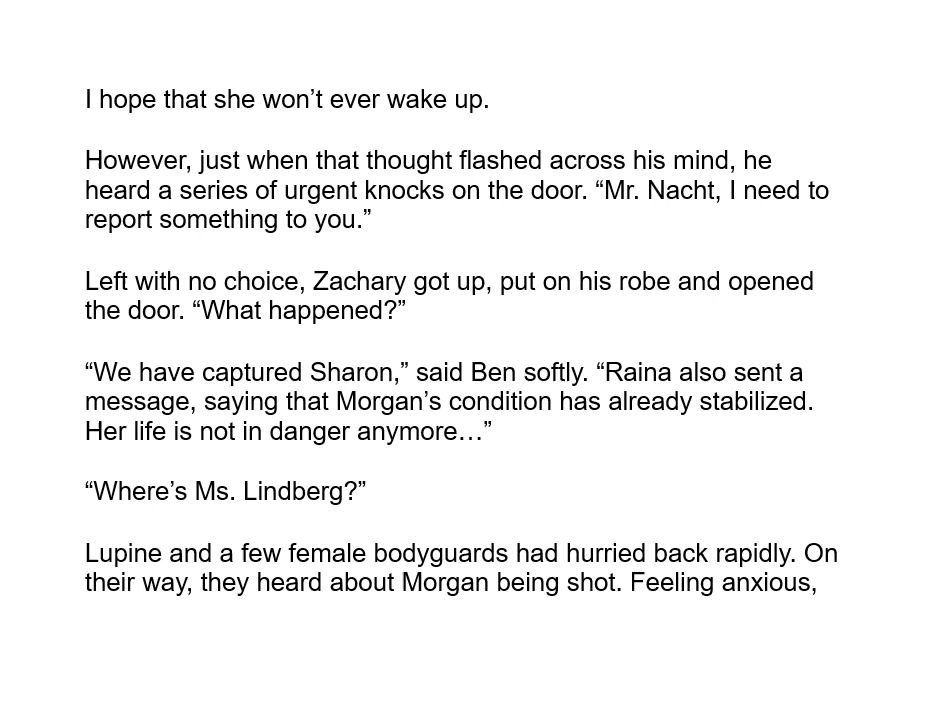 I hope that she won’t ever wake up.
However, just when that thought flashed across his mind, he
heard a series of urgent knocks on the door. “Mr. Nacht, I need to
report something to you.”
Left with no choice, Zachary got up, put on his robe and opened
the door. “What happened?”
“We have captured Sharon,” said Ben softly. “Raina also sent a
message, saying that Morgan’s condition has already stabilized.
Her life is not in danger anymore…”
“Where’s Ms. Lindberg?”
Lupine and a few female bodyguards had hurried back rapidly. On
their way, they heard about Morgan being shot. Feeling anxious,